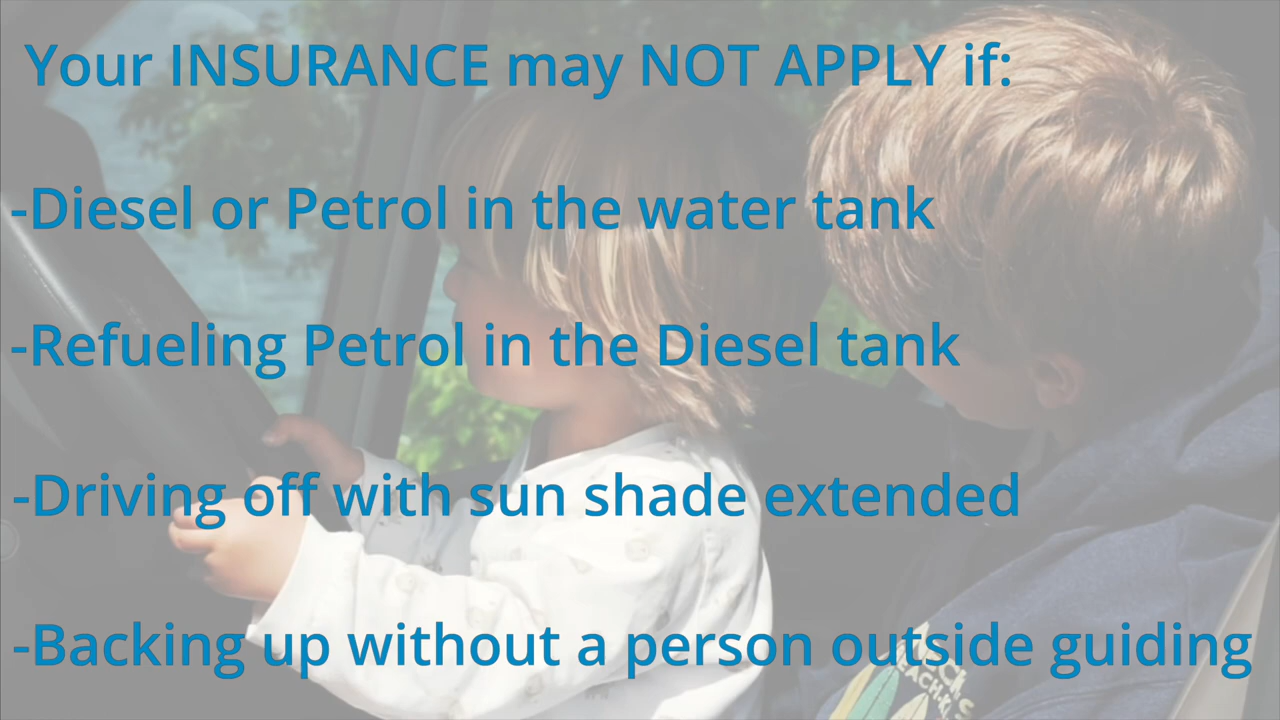 Your INSURANCE may NOT APPLY if:
-Diesel or Petrol in the water tank
-Refueling Petrol in the Diesel tank
-Driving off with sun shade extended
-Backing up without a person outside guiding